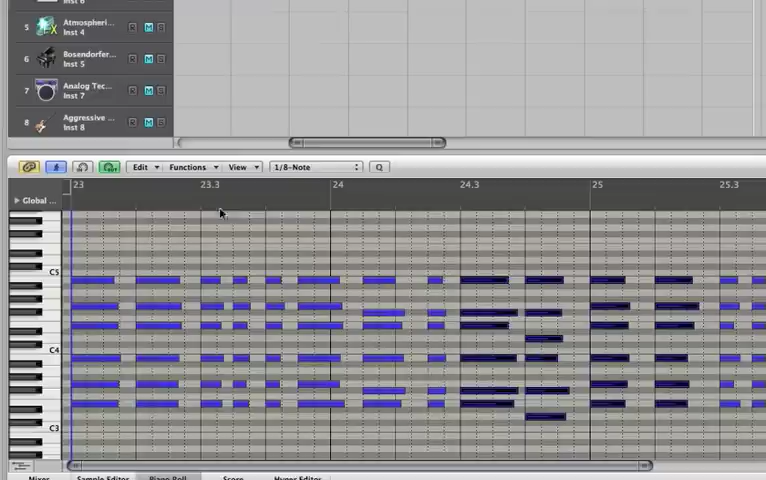 Inst 6
5 Atmospheri... R M S
Inst 4
6 Bosendorfer... R M S
Inst 5
7 Analog Tec... R M S
Inst 7
8 Aggressive ... R M S
Inst 8
Edit Functions View 1/8-Note Q
23 23.3 24 24.3 25 25.3
Global ...
C5
C4
C3
Mixer Sample Editor Piano Roll Score Hyper Editor